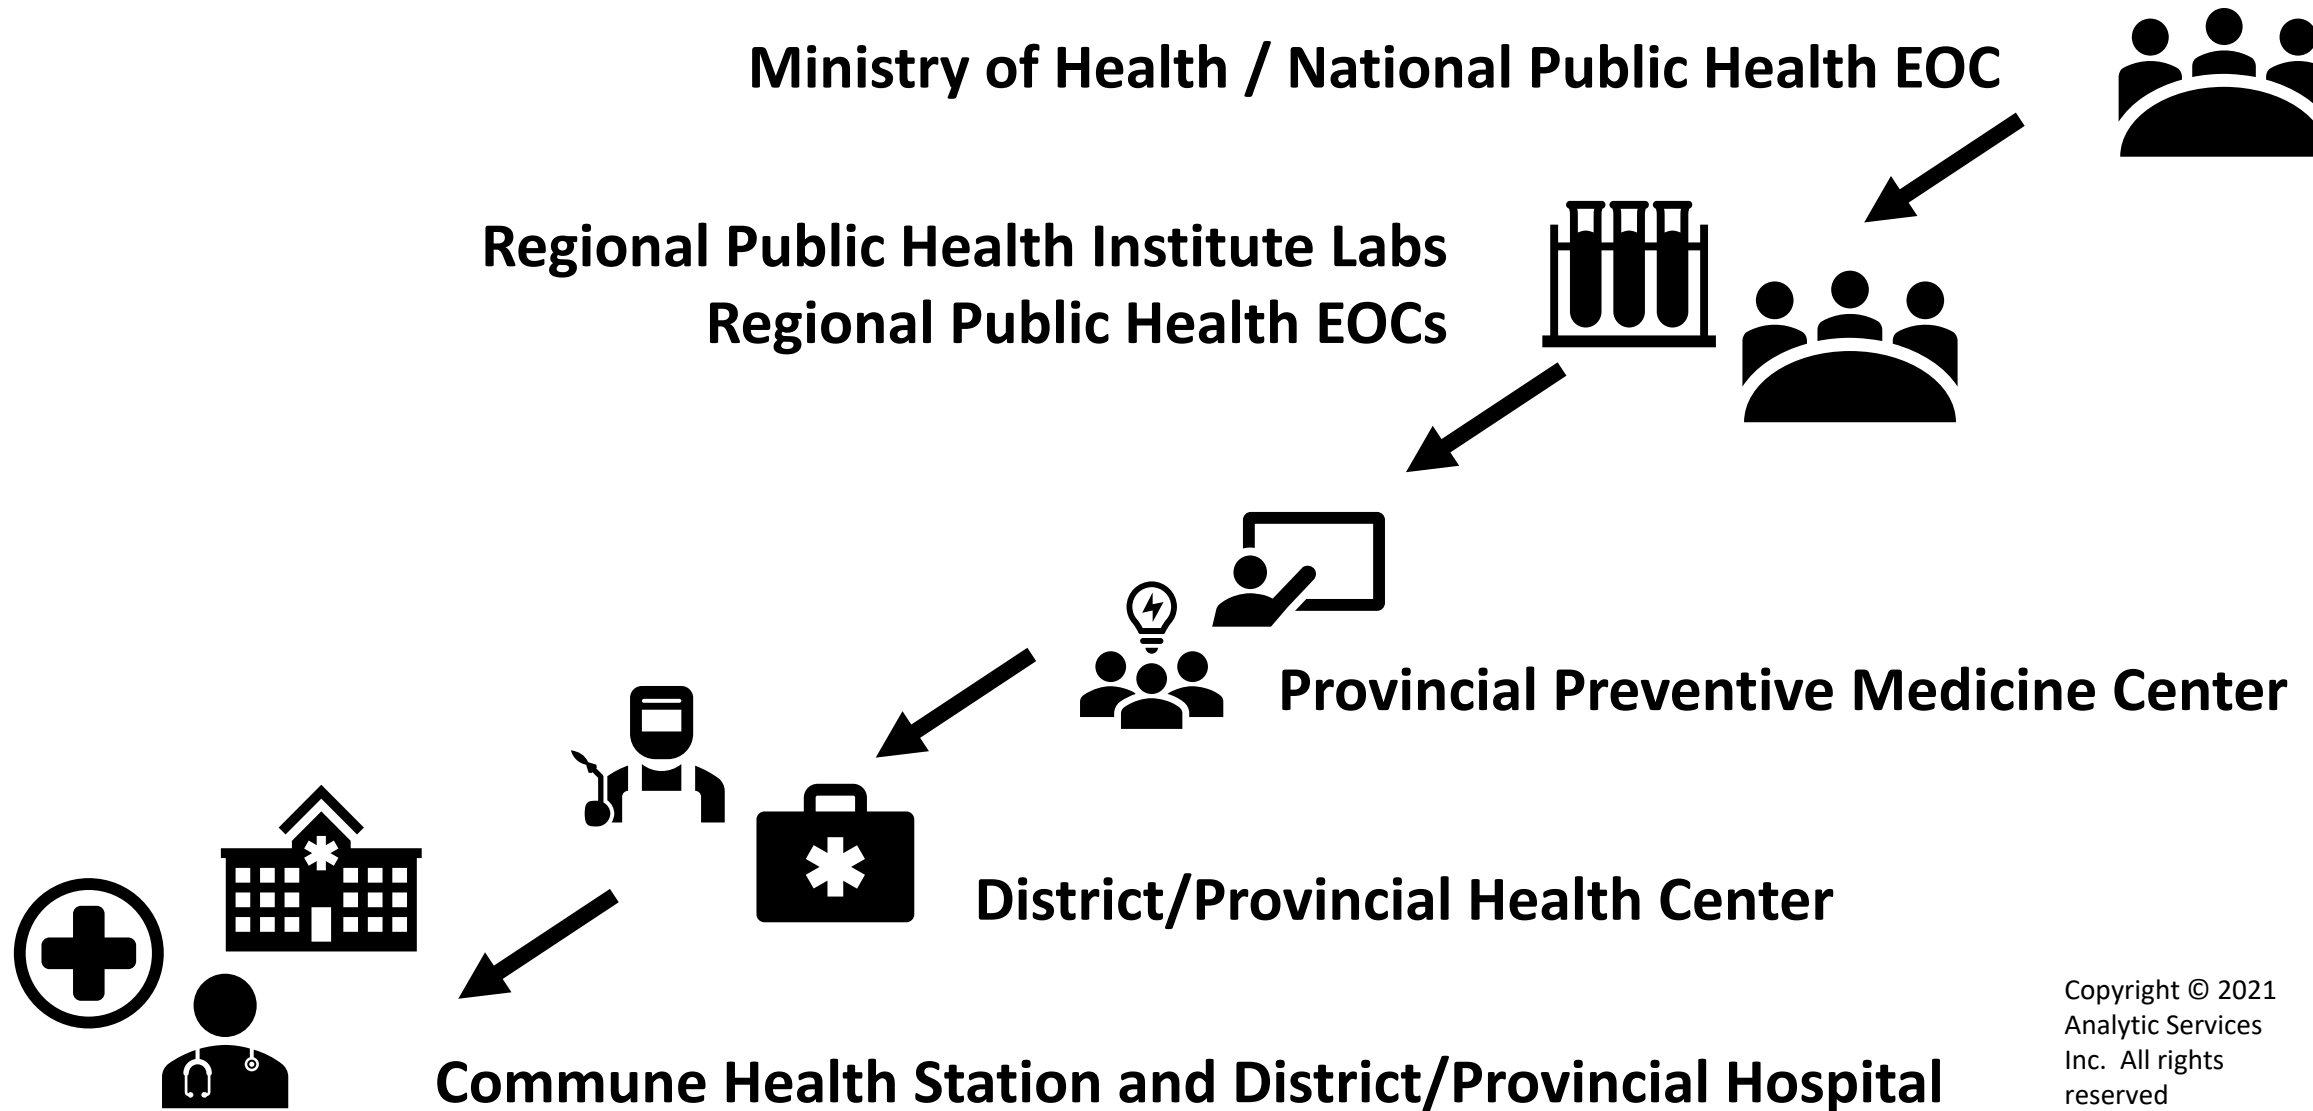 Ministry of Health / National Public Health EOC
Regional Public Health Institute Labs
Regional Public Health EOCs
Provincial Preventive Medicine Center
District/Provincial Health Center
Commune Health Station and District/Provincial Hospital
Copyright © 2021
Analytic Services
Inc.  All rights
reserved